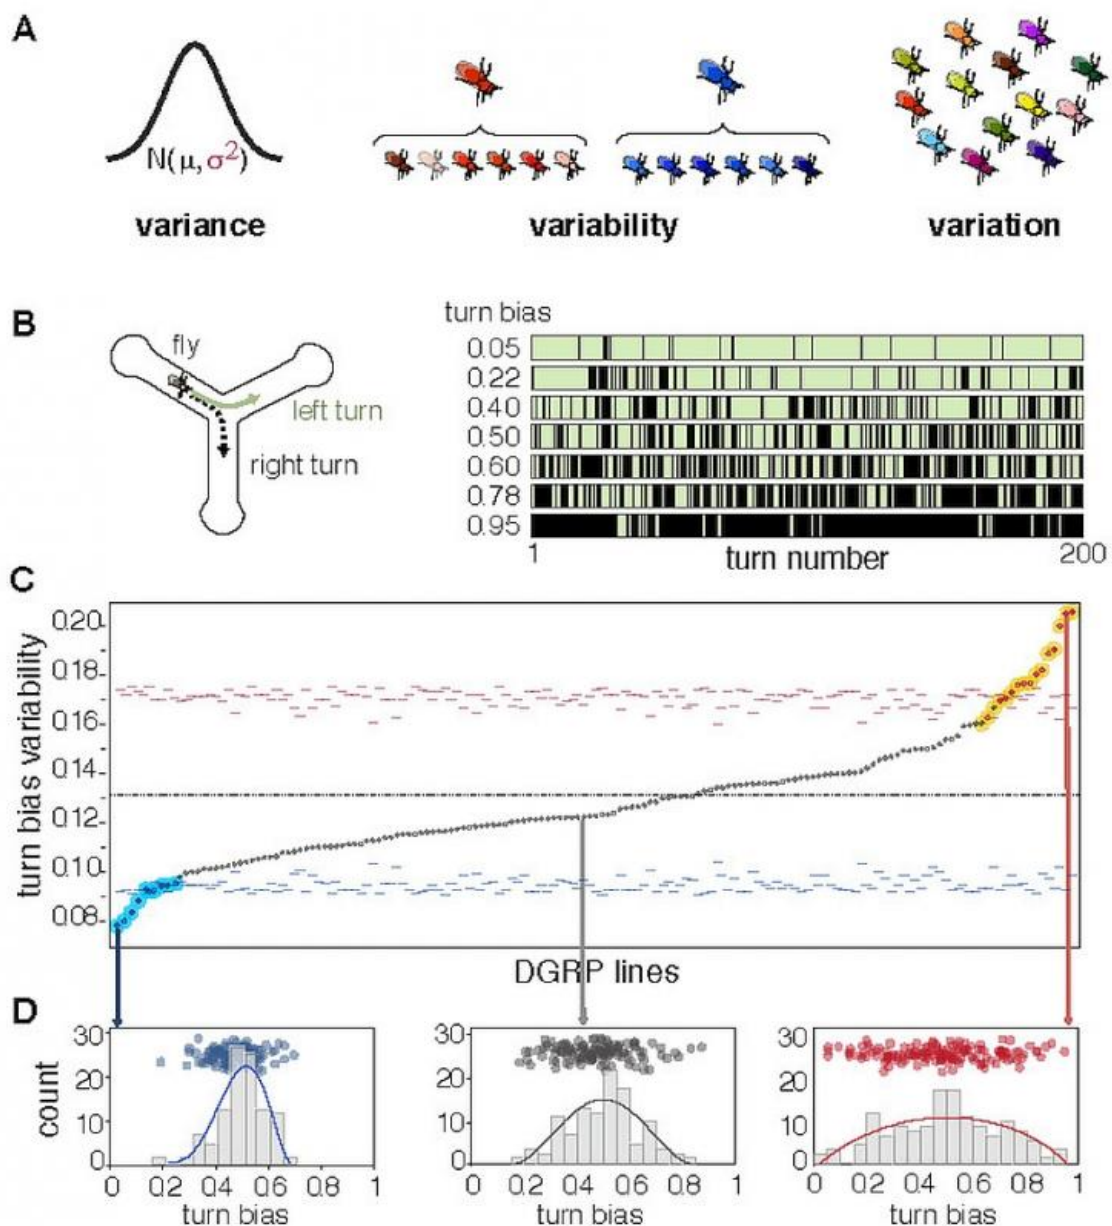 A
N(μ, σ²)
variance
variability
variation
B
fly
left turn
right turn
turn bias
0.05
0.22
0.40
0.50
0.60
0.78
0.95
1
turn number
200
C
turn bias variability
0.20
0.18
0.16
0.14
0.12
0.10
0.08
DGRP lines
D
count
30
20
10
0
0 0.2 0.4 0.6 0.8 1
turn bias
30
20
10
0
0 0.2 0.4 0.6 0.8 1
turn bias
30
20
10
0
0 0.2 0.4 0.6 0.8 1
turn bias